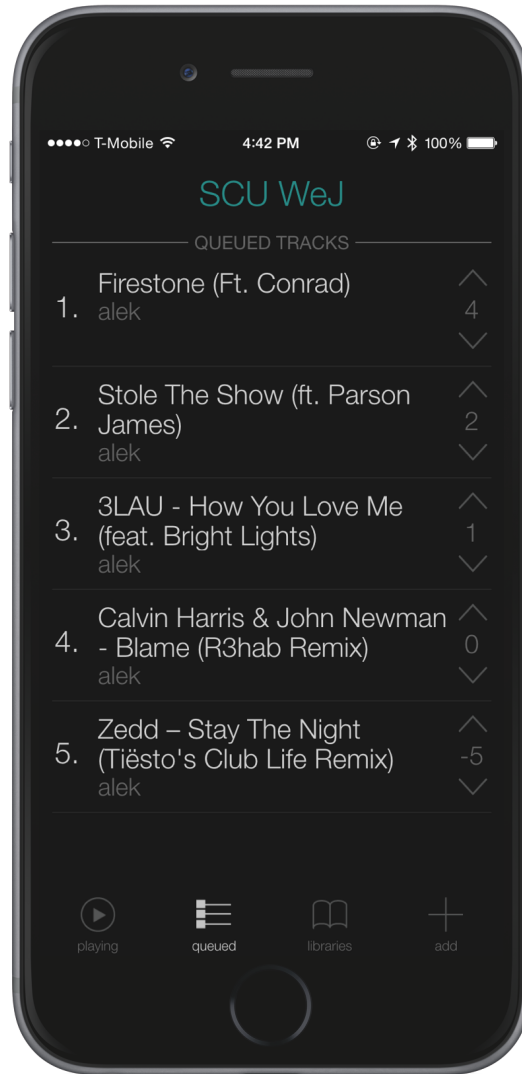 ●●●●○ T-Mobile 4:42 PM 100%
SCU WeJ
QUEUED TRACKS
1. Firestone (Ft. Conrad)
alek
4
2. Stole The Show (ft. Parson
James)
alek
2
3. 3LAU - How You Love Me
(feat. Bright Lights)
alek
1
4. Calvin Harris & John Newman
- Blame (R3hab Remix)
alek
0
5. Zedd – Stay The Night
(Tiësto's Club Life Remix)
alek
-5
playing queued libraries add